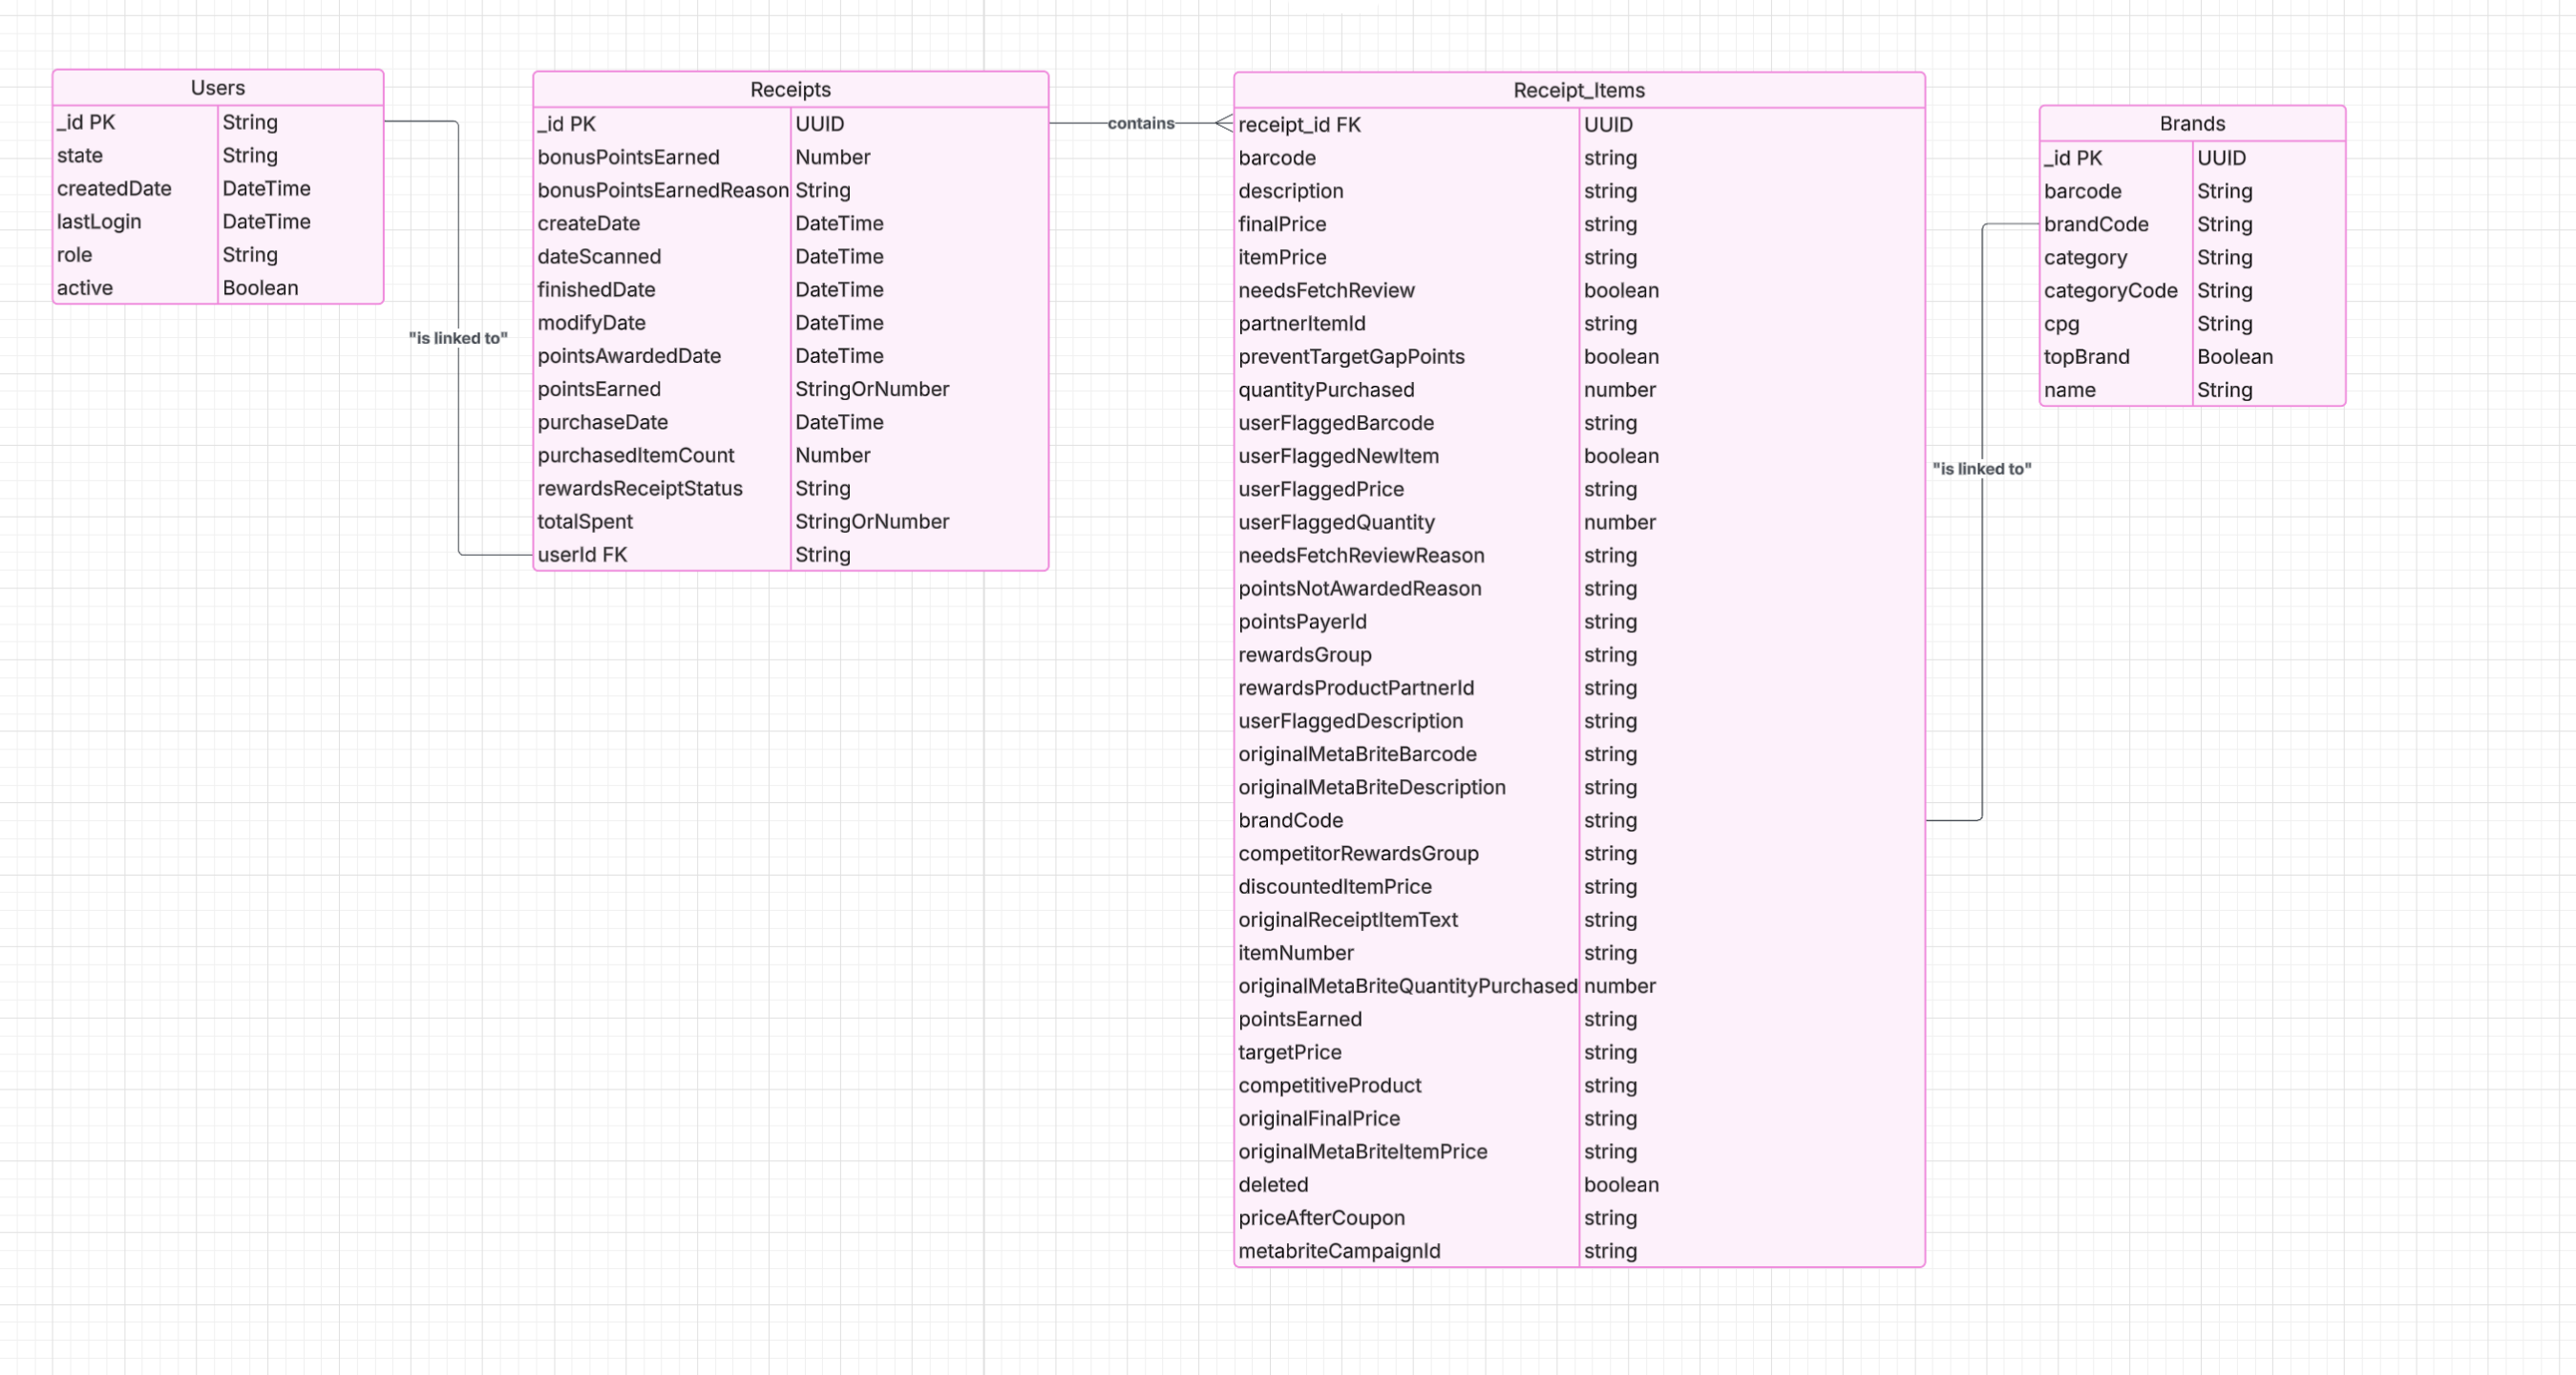 Users
_id PK String
state String
createdDate DateTime
lastLogin DateTime
role String
active Boolean
"is linked to"
Receipts
_id PK UUID
bonusPointsEarned Number
bonusPointsEarnedReason String
createDate DateTime
dateScanned DateTime
finishedDate DateTime
modifyDate DateTime
pointsAwardedDate DateTime
pointsEarned StringOrNumber
purchaseDate DateTime
purchasedItemCount Number
rewardsReceiptStatus String
totalSpent StringOrNumber
userId FK String
contains
Receipt_Items
receipt_id FK UUID
barcode string
description string
finalPrice string
itemPrice string
needsFetchReview boolean
partnerItemId string
preventTargetGapPoints boolean
quantityPurchased number
userFlaggedBarcode string
userFlaggedNewItem boolean
userFlaggedPrice string
userFlaggedQuantity number
needsFetchReviewReason string
pointsNotAwardedReason string
pointsPayerId string
rewardsGroup string
rewardsProductPartnerId string
userFlaggedDescription string
originalMetaBriteBarcode string
originalMetaBriteDescription string
brandCode string
competitorRewardsGroup string
discountedItemPrice string
originalReceiptItemText string
itemNumber string
originalMetaBriteQuantityPurchased number
pointsEarned string
targetPrice string
competitiveProduct string
originalFinalPrice string
originalMetaBriteItemPrice string
deleted boolean
priceAfterCoupon string
metabriteCampaignId string
"is linked to"
Brands
_id PK UUID
barcode String
brandCode String
category String
categoryCode String
cpg String
topBrand Boolean
name String